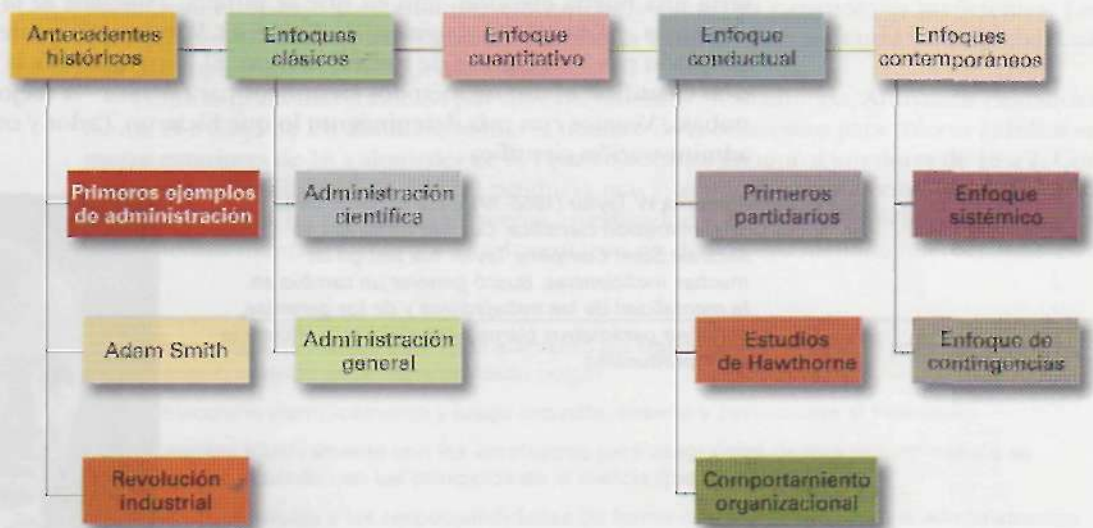 Antecedentes
históricos
Enfoques
clásicos
Enfoque
cuantitativo
Enfoque
conductual
Enfoques
contemporáneos
Primeros ejemplos
de administración
Administración
científica
Primeros
partidarios
Enfoque
sistémico
Adam Smith
Administración
general
Estudios
de Hawthorne
Enfoque de
contingencias
Revolución
industrial
Comportamiento
organizacional